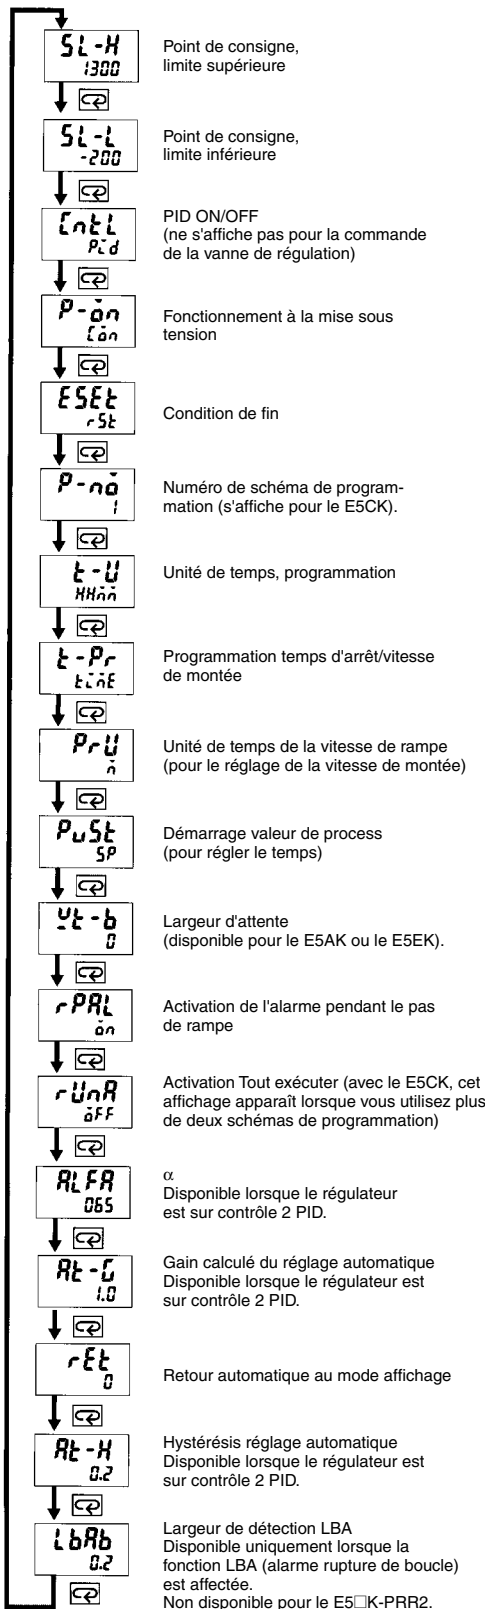 SL-H
1300
Point de consigne,
limite supérieure
SL-L
-200
Point de consigne,
limite inférieure
CntL
Pid
PID ON/OFF
(ne s'affiche pas pour la commande
de la vanne de régulation)
P-on
Con
Fonctionnement à la mise sous
tension
ESEt
rSt
Condition de fin
P-no
1
Numéro de schéma de program-
mation (s'affiche pour le E5CK).
t-U
HHmm
Unité de temps, programmation
t-Pr
timE
Programmation temps d'arrêt/vitesse
de montée
PrU
m
Unité de temps de la vitesse de rampe
(pour le réglage de la vitesse de montée)
PvSt
SP
Démarrage valeur de process
(pour régler le temps)
Wt-b
0
Largeur d'attente
(disponible pour le E5AK ou le E5EK).
rPAL
on
Activation de l'alarme pendant le pas
de rampe
rUnA
oFF
Activation Tout exécuter (avec le E5CK, cet
affichage apparaît lorsque vous utilisez plus
de deux schémas de programmation)
ALFA
065
α
Disponible lorsque le régulateur
est sur contrôle 2 PID.
At-G
1.0
Gain calculé du réglage automatique
Disponible lorsque le régulateur est
sur contrôle 2 PID.
rEt
0
Retour automatique au mode affichage
At-H
0.2
Hystérésis réglage automatique
Disponible lorsque le régulateur est
sur contrôle 2 PID.
LbAb
0.2
Largeur de détection LBA
Disponible uniquement lorsque la
fonction LBA (alarme rupture de boucle)
est affectée.
Non disponible pour le E5□K-PRR2.